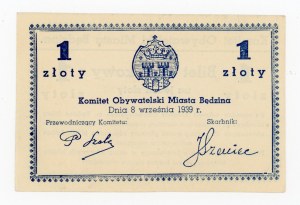 1 1
złoty złoty
Komitet Obywatelski Miasta Będzina
Dnia 8 września 1939 r.
Przewodniczący Komitetu: Skarbnik: